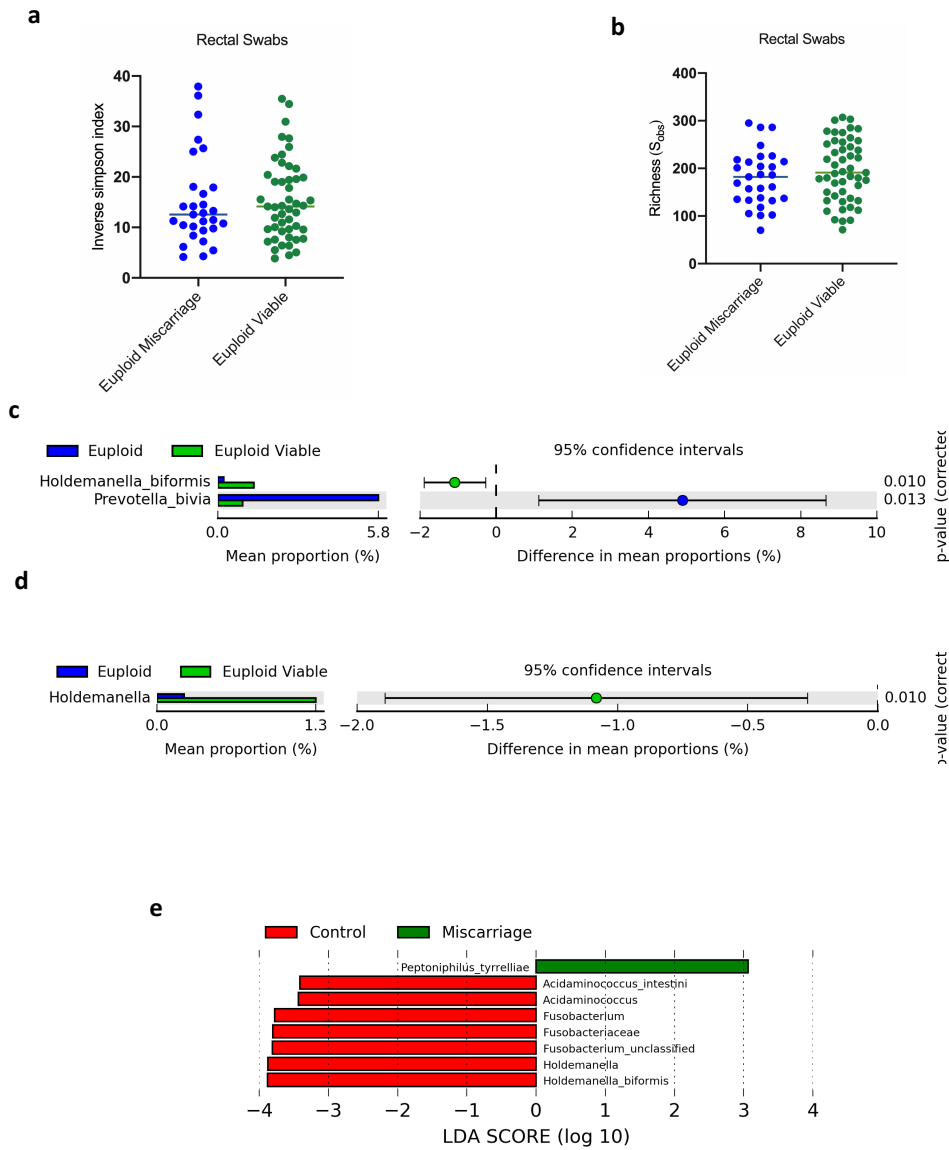 a
Rectal Swabs
Inverse simpson index
40
30
20
10
0
Euploid Miscarriage
Euploid Viable
b
Rectal Swabs
Richness (Sobs)
400
300
200
100
0
Euploid Miscarriage
Euploid Viable
c
Euploid
Euploid Viable
95% confidence intervals
Holdemanella_biformis
0.010
Prevotella_bivia
0.013
0.0
5.8
−2
0
2
4
6
8
10
Mean proportion (%)
Difference in mean proportions (%)
p-value (corrected
d
Euploid
Euploid Viable
95% confidence intervals
Holdemanella
0.010
0.0
1.3
−2.0
−1.5
−1.0
−0.5
0.0
Mean proportion (%)
Difference in mean proportions (%)
p-value (correct
e
Control
Miscarriage
Peptoniphilus_tyrrelliae
Acidaminococcus_intestini
Acidaminococcus
Fusobacterium
Fusobacteriaceae
Fusobacterium_unclassified
Holdemanella
Holdemanella_biformis
−4
−3
−2
−1
0
1
2
3
4
LDA SCORE (log 10)